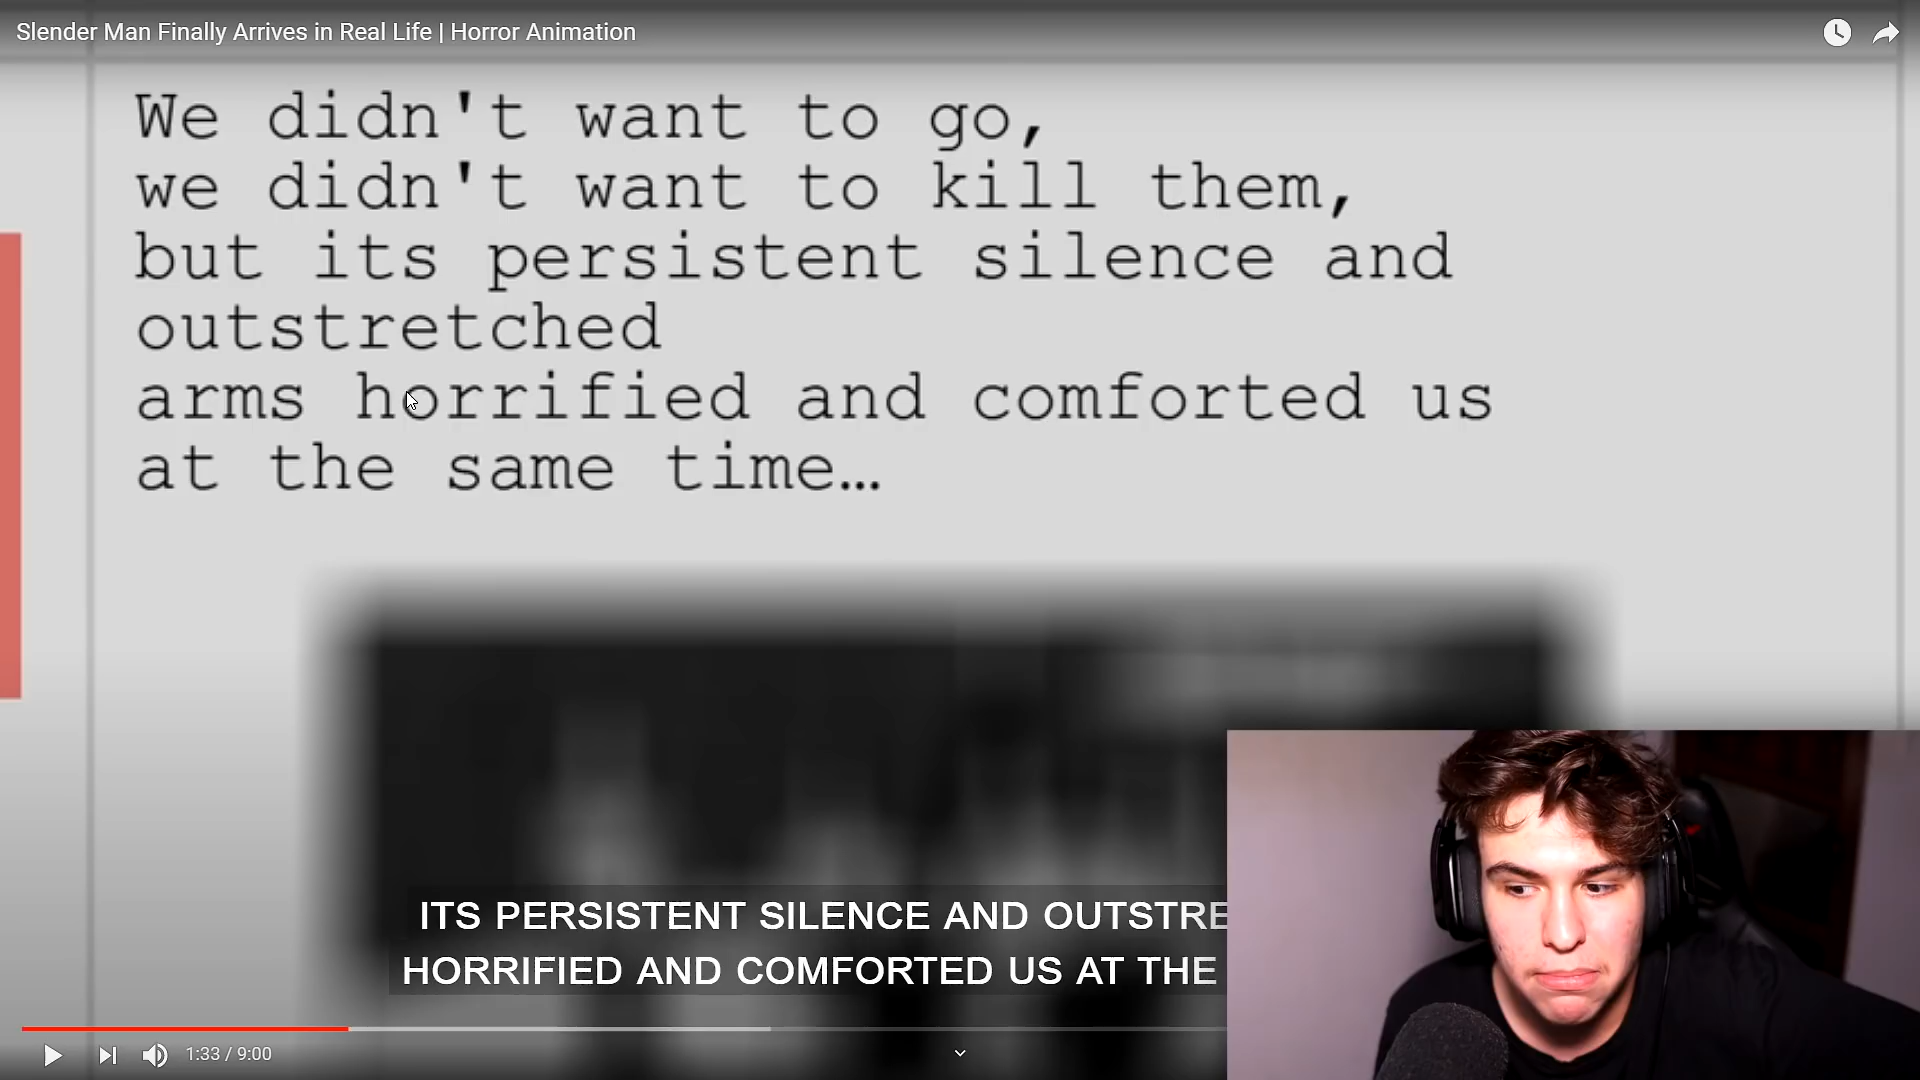 Slender Man Finally Arrives in Real Life | Horror Animation
We didn't want to go,
we didn't want to kill them,
but its persistent silence and
outstretched
arms horrified and comforted us
at the same time…
ITS PERSISTENT SILENCE AND OUTSTRE
HORRIFIED AND COMFORTED US AT THE
1:33 / 9:00